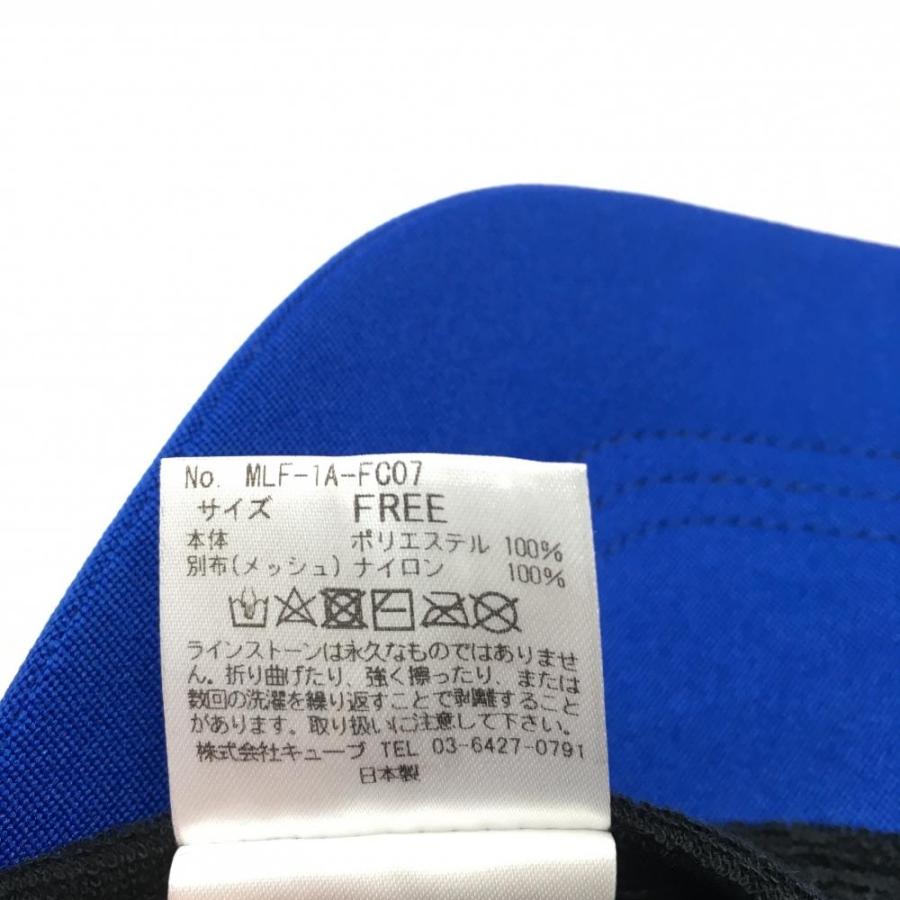 No. MLF-1A-FC07
サイズ FREE
本体 ポリエステル 100%
別布(メッシュ)ナイロン 100%
ラインストーンは永久なものではありませ
ん。折り曲げたり、強く擦ったり、または
数回の洗濯を繰り返すことで剥離すること
があります。取り扱いに注意して下さい。
株式会社キューブ TEL 03-6427-0791
日本製